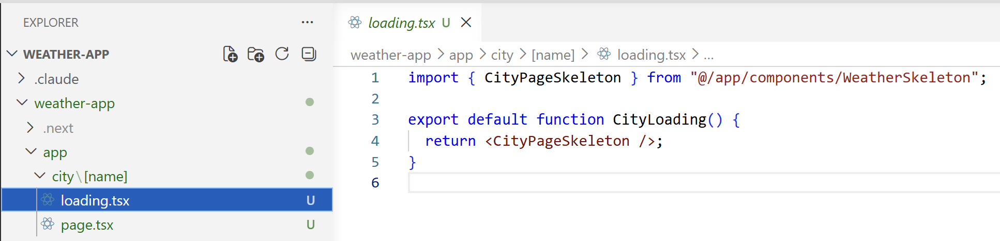 EXPLORER ...
WEATHER-APP
.claude
weather-app
.next
app
city\[name]
loading.tsx U
page.tsx U
loading.tsx U
weather-app > app > city > [name] > loading.tsx > ...
1 import { CityPageSkeleton } from "@/app/components/WeatherSkeleton";
2
3 export default function CityLoading() {
4   return <CityPageSkeleton />;
5 }
6